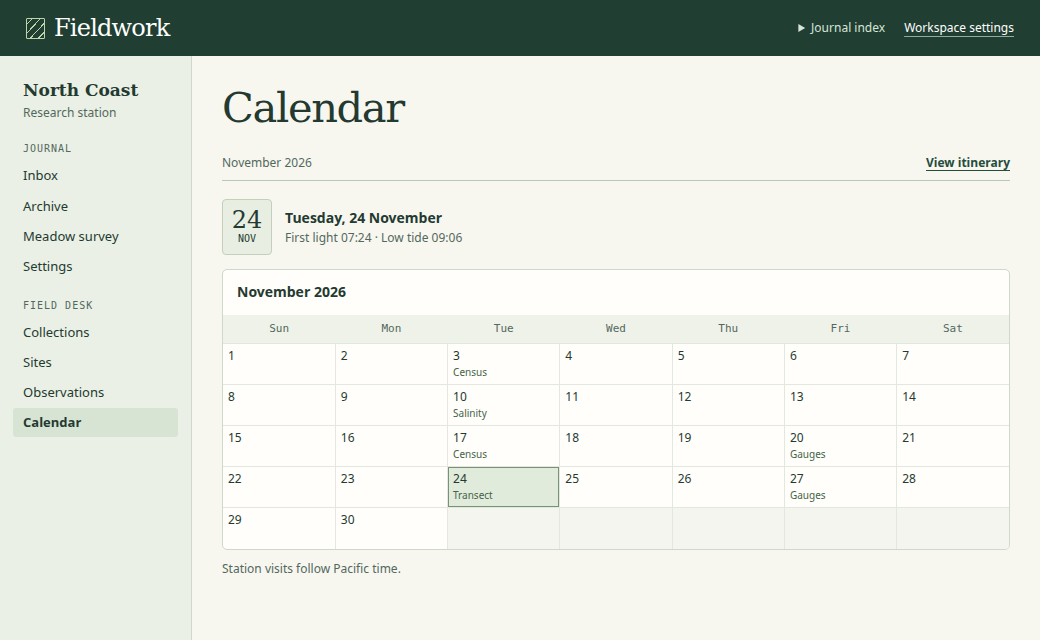 Fieldwork
Journal index
Workspace settings
North Coast
Research station
JOURNAL
Inbox
Archive
Meadow survey
Settings
FIELD DESK
Collections
Sites
Observations
Calendar
Calendar
November 2026
View itinerary
24
NOV
Tuesday, 24 November
First light 07:24 · Low tide 09:06
November 2026
Sun Mon Tue Wed Thu Fri Sat
1 2 3 4 5 6 7
Census
8 9 10 11 12 13 14
Salinity
15 16 17 18 19 20 21
Census Gauges
22 23 24 25 26 27 28
Transect Gauges
29 30
Station visits follow Pacific time.